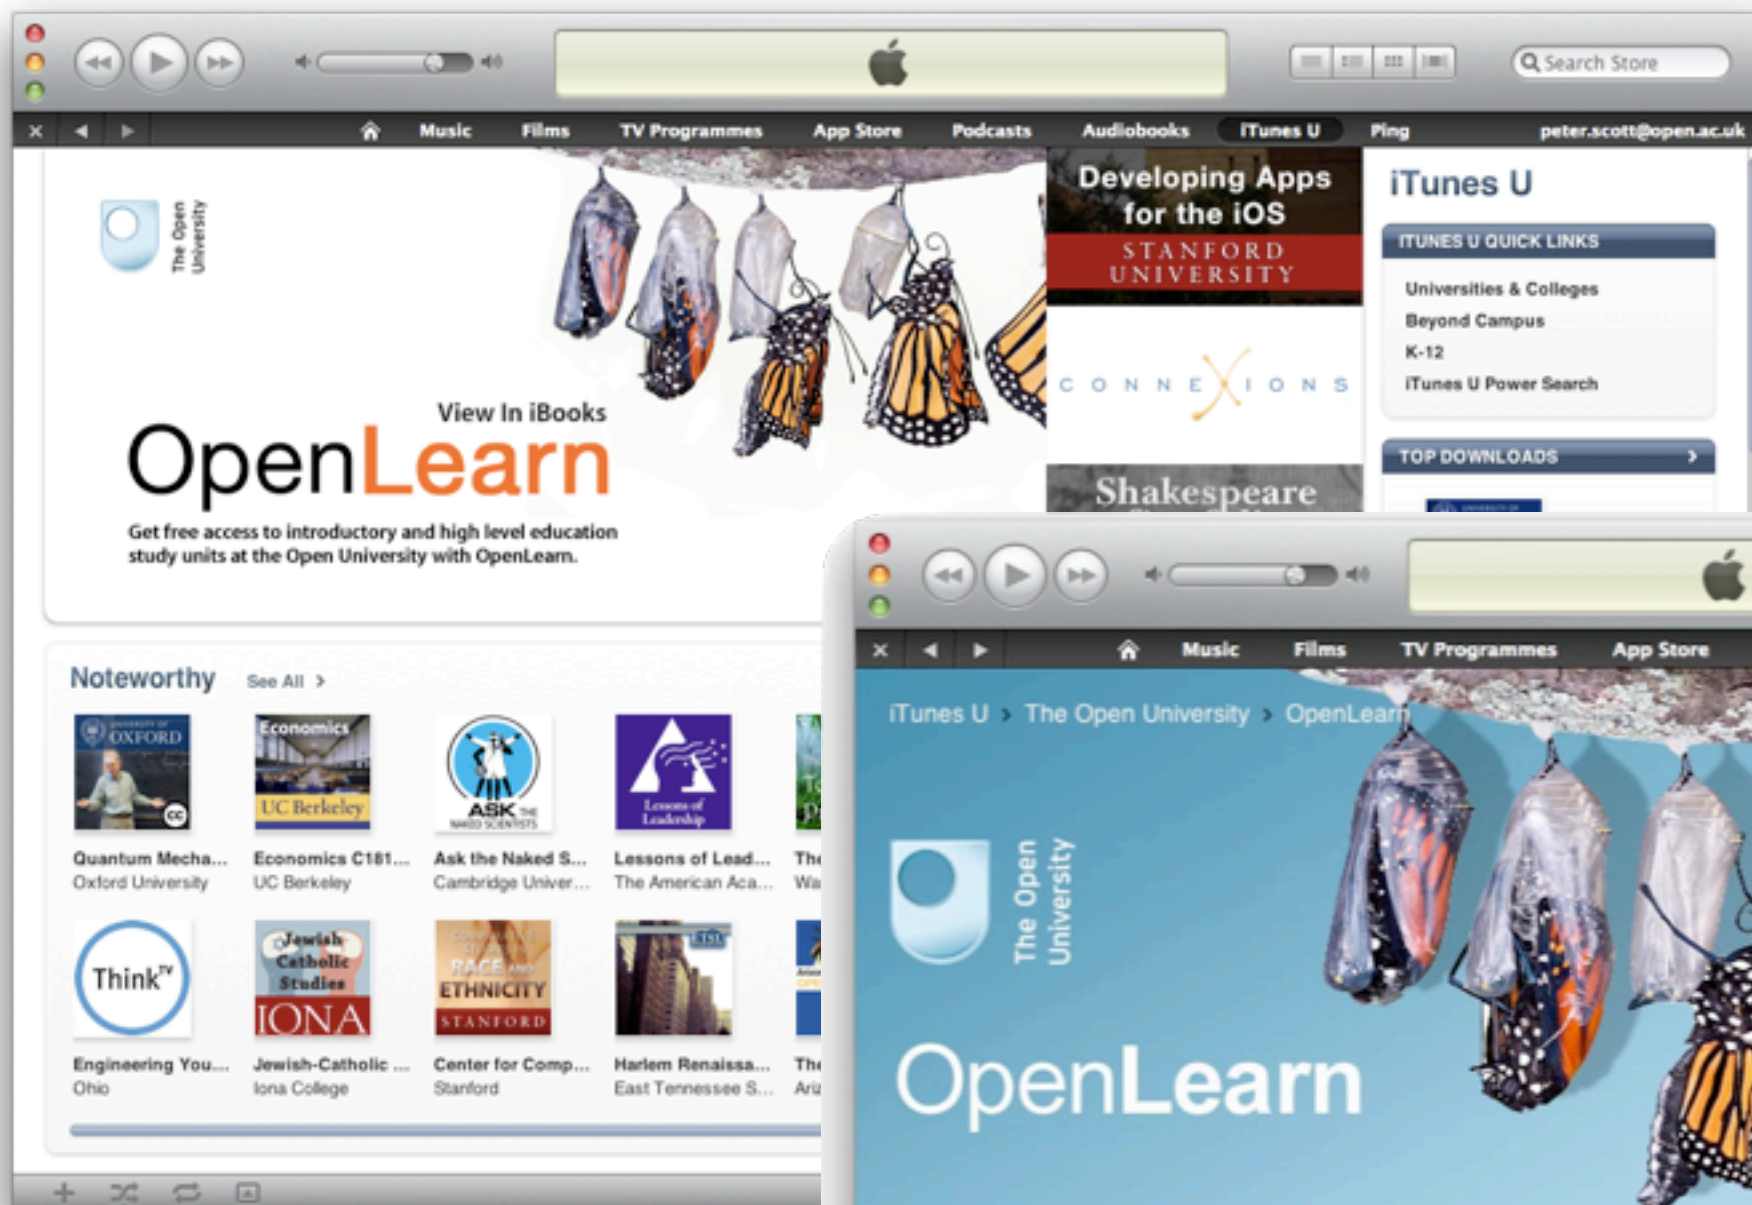 Search Store
Music Films TV Programmes App Store Podcasts Audiobooks iTunes U Ping peter.scott@open.ac.uk
The Open
University
View In iBooks
OpenLearn
Get free access to introductory and high level education
study units at the Open University with OpenLearn.
Developing Apps
for the iOS
STANFORD
UNIVERSITY
CONNEXIONS
Shakespeare
iTunes U
ITUNES U QUICK LINKS
Universities & Colleges
Beyond Campus
K-12
iTunes U Power Search
TOP DOWNLOADS
Noteworthy See All
UNIVERSITY OF
OXFORD
cc
Quantum Mecha...
Oxford University
Economics
UC Berkeley
Economics C181...
UC Berkeley
ASK THE
NAKED SCIENTISTS
Ask the Naked S...
Cambridge Univer...
Lessons of
Leadership
Lessons of Lead...
The American Aca...
The
Think TV
Engineering You...
Ohio
Jewish
Catholic
Studies
IONA
Jewish-Catholic ...
Iona College
RACE AND
ETHNICITY
STANFORD
Center for Comp...
Stanford
ETSU
Harlem Renaissa...
East Tennessee S...
The
Music Films TV Programmes App Store
iTunes U > The Open University > OpenLearn
The Open
University
OpenLearn